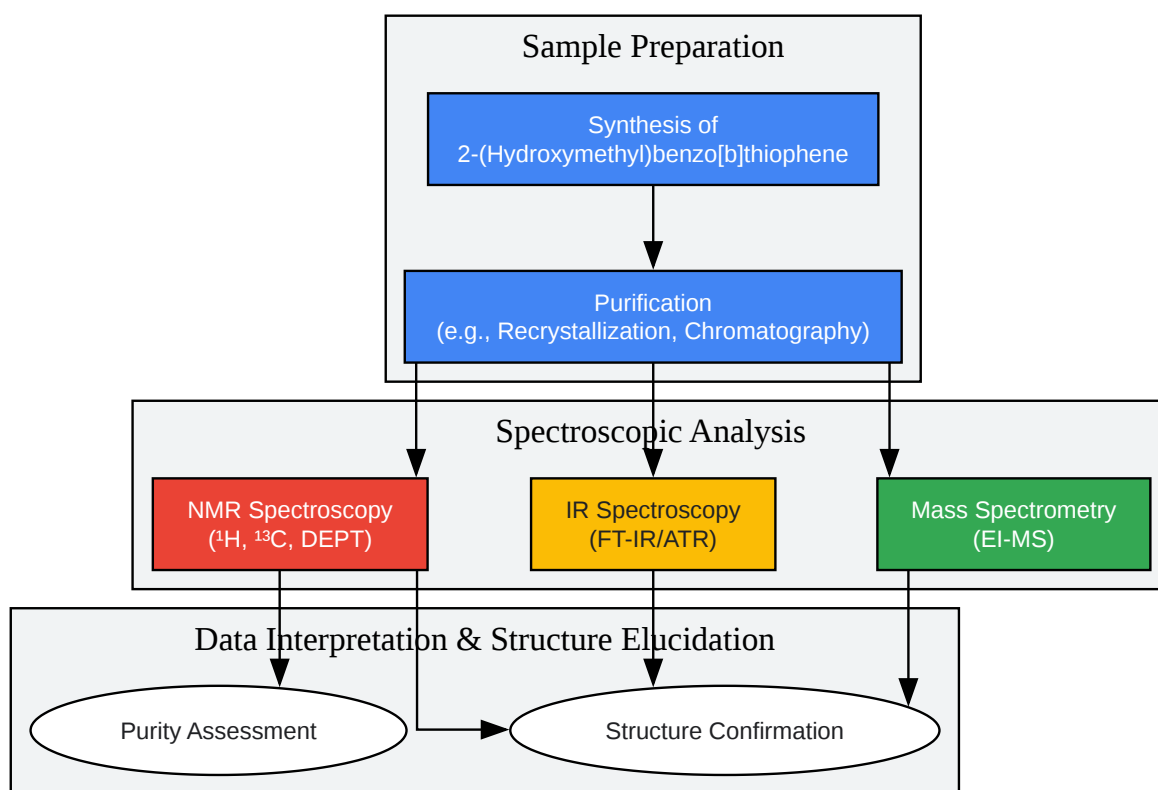 Sample Preparation
Synthesis of
2-(Hydroxymethyl)benzo[b]thiophene
Purification
(e.g., Recrystallization, Chromatography)
Spectroscopic Analysis
NMR Spectroscopy
(¹H, ¹³C, DEPT)
IR Spectroscopy
(FT-IR/ATR)
Mass Spectrometry
(EI-MS)
Data Interpretation & Structure Elucidation
Purity Assessment
Structure Confirmation